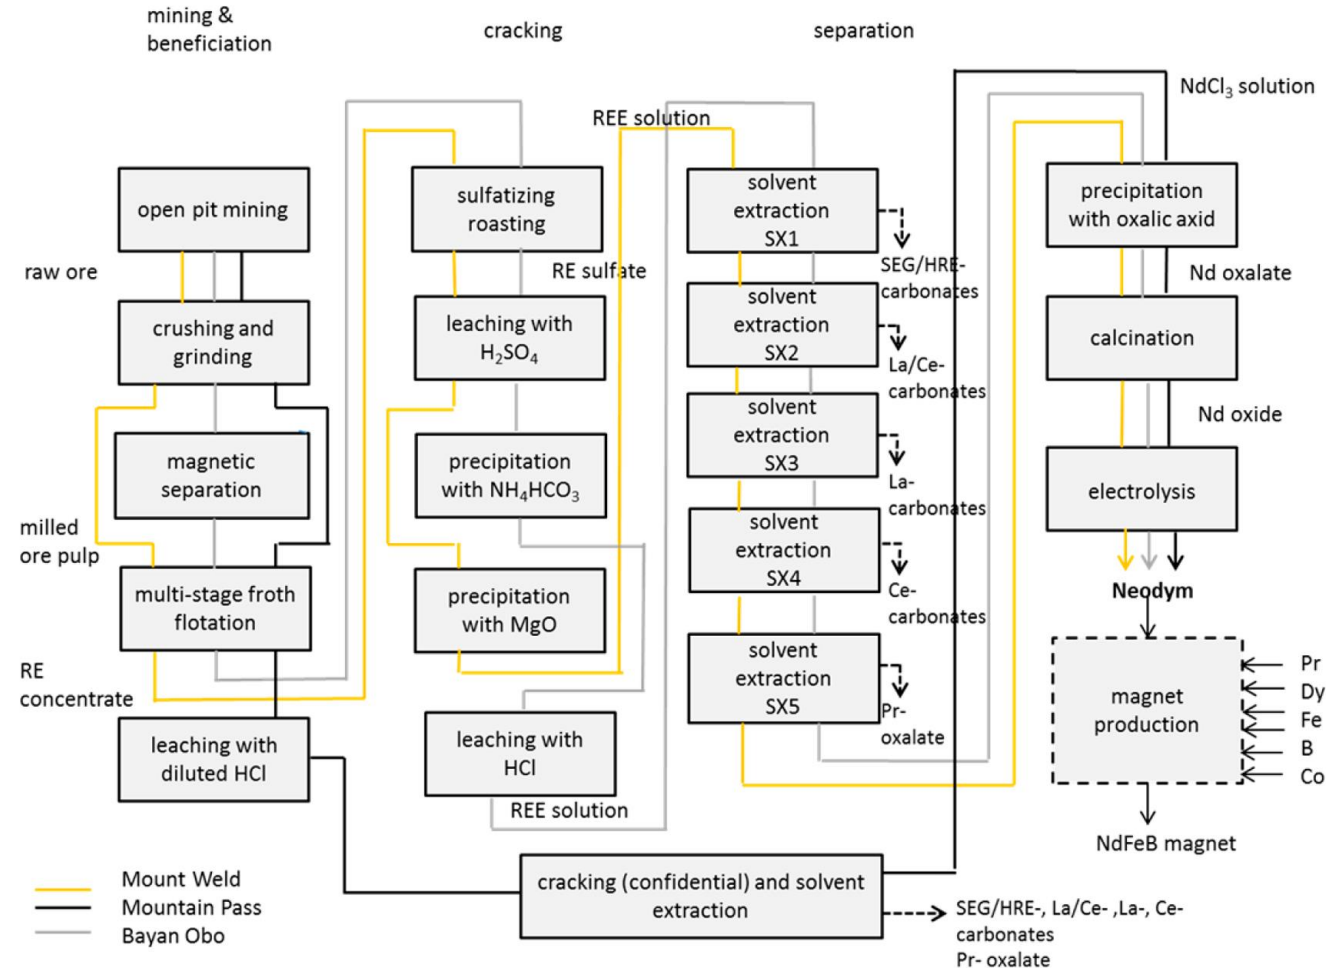 mining &
beneficiation
cracking
separation
open pit mining
raw ore
crushing and
grinding
magnetic
separation
milled
ore pulp
multi-stage froth
flotation
RE
concentrate
leaching with
diluted HCl
sulfatizing
roasting
RE sulfate
leaching with
H₂SO₄
precipitation
with NH₄HCO₃
precipitation
with MgO
leaching with
HCl
REE solution
REE solution
solvent
extraction
SX1
SEG/HRE-
carbonates
solvent
extraction
SX2
La/Ce-
carbonates
solvent
extraction
SX3
La-
carbonates
solvent
extraction
SX4
Ce-
carbonates
solvent
extraction
SX5
Pr-
oxalate
NdCl₃ solution
precipitation
with oxalic axid
Nd oxalate
calcination
Nd oxide
electrolysis
Neodym
magnet
production
Pr
Dy
Fe
B
Co
NdFeB magnet
cracking (confidential) and solvent
extraction
SEG/HRE-, La/Ce- ,La-, Ce-
carbonates
Pr- oxalate
Mount Weld
Mountain Pass
Bayan Obo